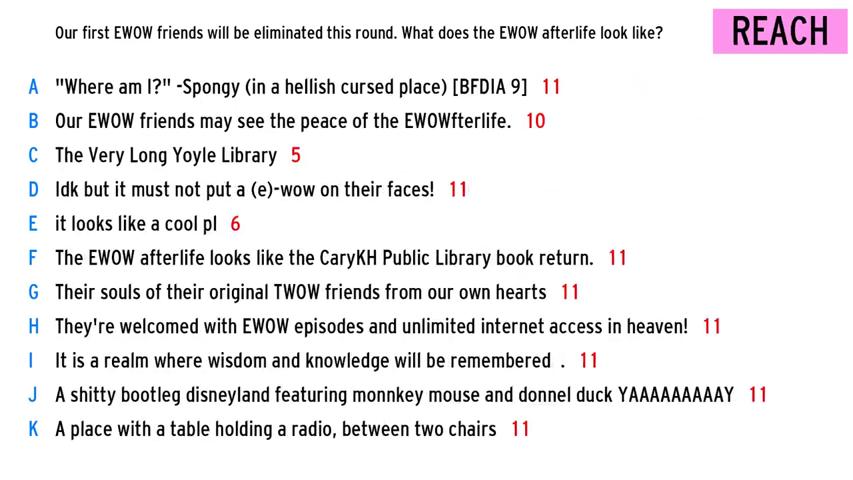 Our first EWOW friends will be eliminated this round. What does the EWOW afterlife look like?
REACH
A "Where am I?" -Spongy (in a hellish cursed place) [BFDIA 9] 11
B Our EWOW friends may see the peace of the EWOWfterlife. 10
C The Very Long Yoyle Library 5
D Idk but it must not put a (e)-wow on their faces! 11
E it looks like a cool pl 6
F The EWOW afterlife looks like the CaryKH Public Library book return. 11
G Their souls of their original TWOW friends from our own hearts 11
H They're welcomed with EWOW episodes and unlimited internet access in heaven! 11
I It is a realm where wisdom and knowledge will be remembered . 11
J A shitty bootleg disneyland featuring monnkey mouse and donnel duck YAAAAAAAAAY 11
K A place with a table holding a radio, between two chairs 11